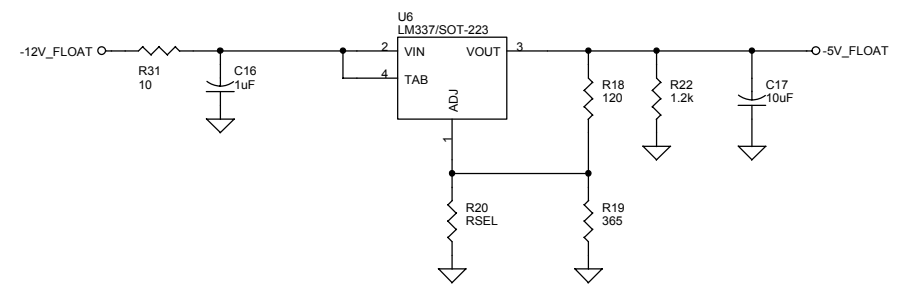 U6
LM337/SOT-223
-12V_FLOAT
R31
10
C16
1uF
2
VIN
4
TAB
VOUT
3
ADJ
1
-5V_FLOAT
R18
120
R22
1.2k
C17
10uF
R20
RSEL
R19
365